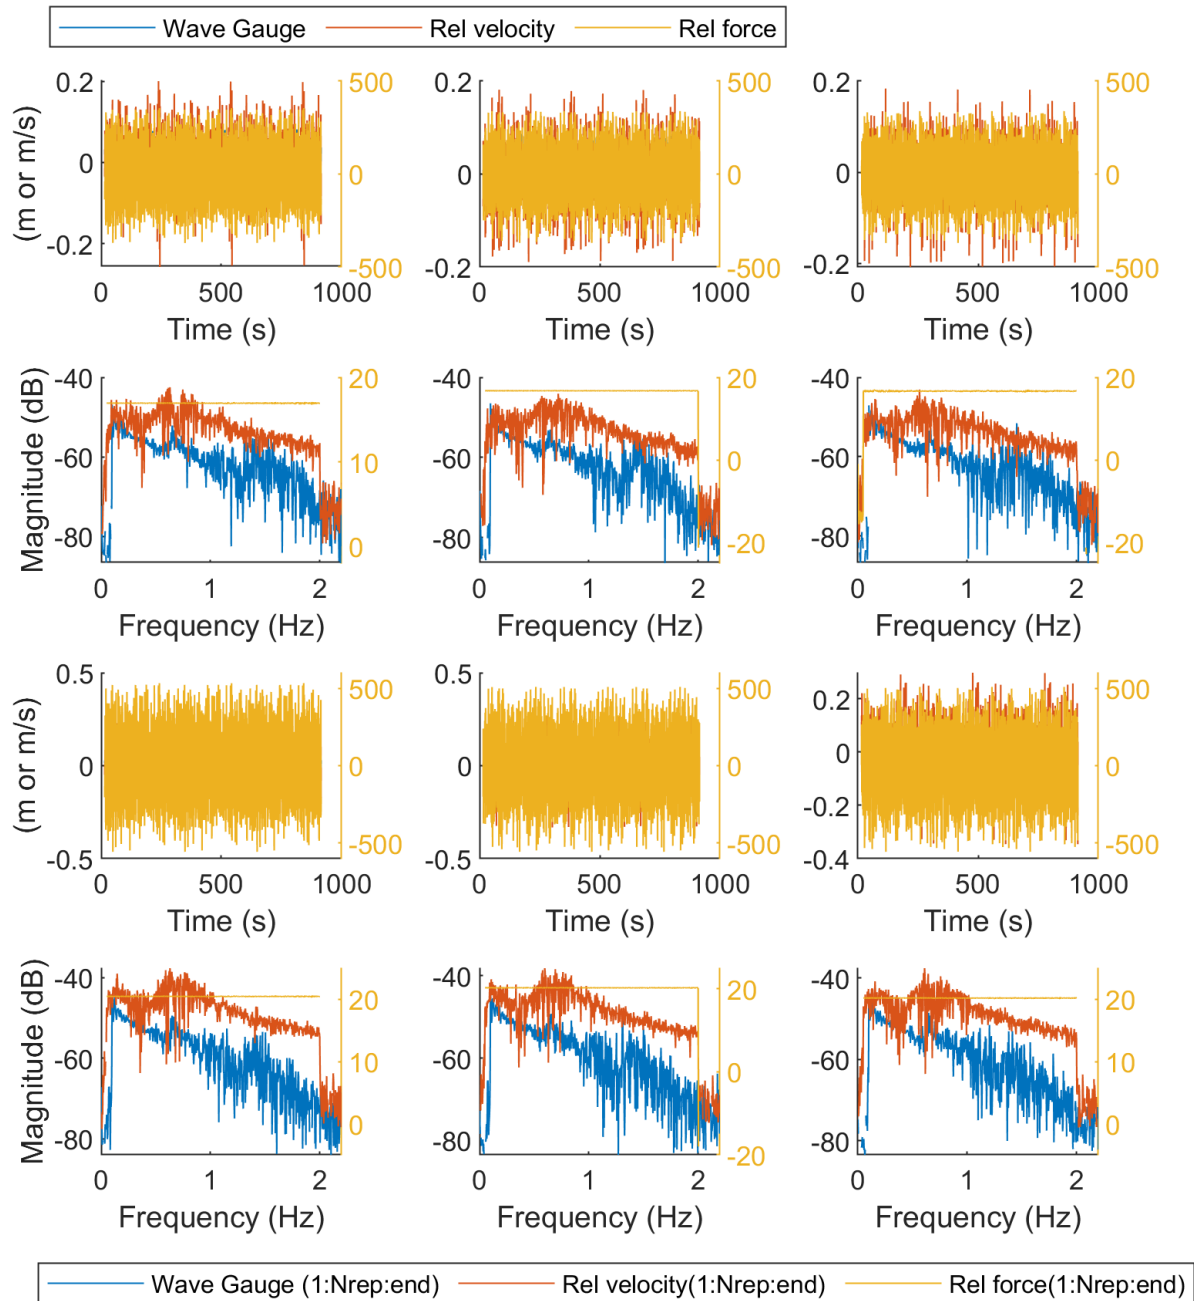 Wave Gauge Rel velocity Rel force
0.2 0 -0.2 (m or m/s) 500 0 -500 0 500 1000 Time (s)
0.2 0 -0.2 500 0 -500 0 500 1000 Time (s)
0.1 0 -0.1 -0.2 500 0 -500 0 500 1000 Time (s)
-40 -60 -80 Magnitude (dB) 20 10 0 0 1 2 Frequency (Hz)
-40 -60 -80 20 0 -20 0 1 2 Frequency (Hz)
-40 -60 -80 20 0 -20 0 1 2 Frequency (Hz)
0.5 0 -0.5 (m or m/s) 500 0 -500 0 500 1000 Time (s)
0.5 0 -0.5 500 0 -500 0 500 1000 Time (s)
0.2 0 -0.2 -0.4 500 0 -500 0 500 1000 Time (s)
-40 -60 -80 Magnitude (dB) 20 10 0 0 1 2 Frequency (Hz)
-40 -60 -80 20 0 -20 0 1 2 Frequency (Hz)
-40 -60 -80 20 10 0 0 1 2 Frequency (Hz)
Wave Gauge (1:Nrep:end) Rel velocity(1:Nrep:end) Rel force(1:Nrep:end)